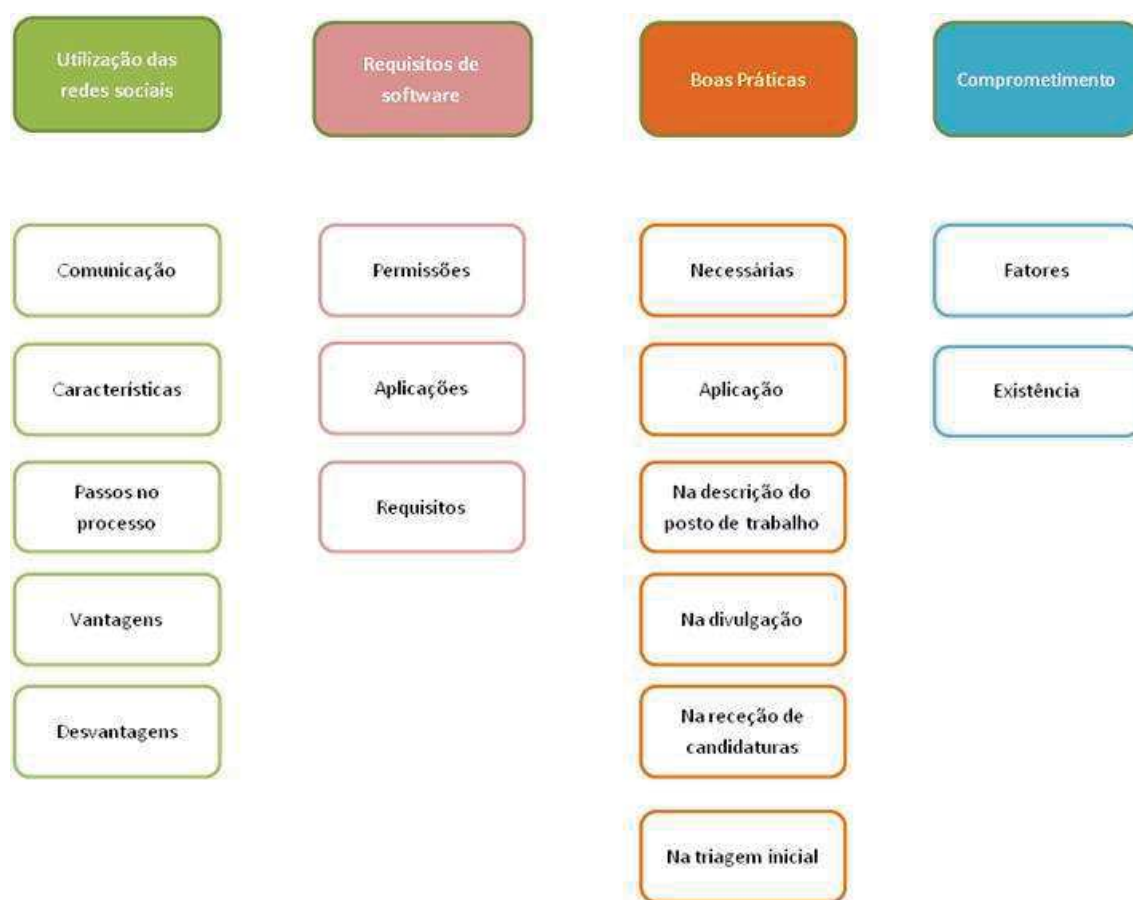 Utilização das
redes sociais
Requisitos de
software
Boas Práticas
Comprometimento
Comunicação
Permissões
Necessárias
Fatores
Características
Aplicações
Aplicação
Existência
Passos no
processo
Requisitos
Na descrição do
posto de trabalho
Vantagens
Na divulgação
Desvantagens
Na receção de
candidaturas
Na triagem inicial